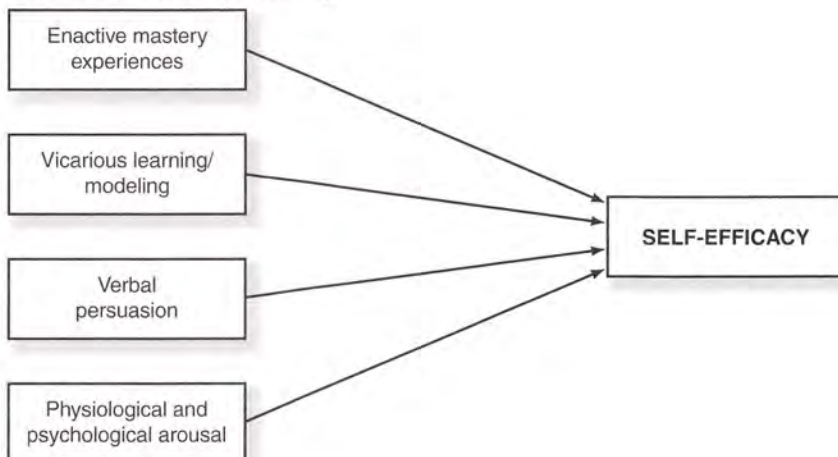 Enactive mastery
experiences
Vicarious learning/
modeling
SELF-EFFICACY
Verbal
persuasion
Physiological and
psychological arousal